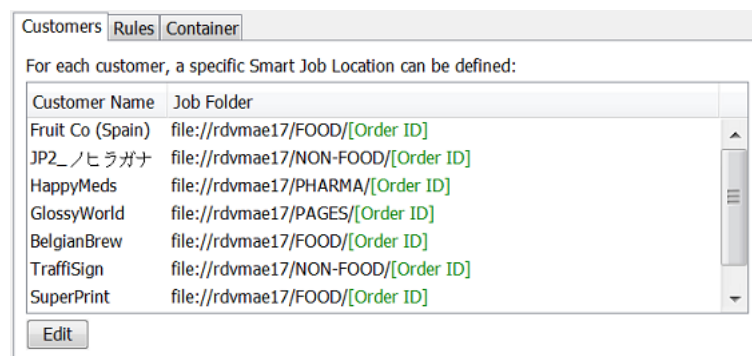 Customers Rules Container
For each customer, a specific Smart Job Location can be defined:
Customer Name Job Folder
Fruit Co (Spain) file://rdvmae17/FOOD/[Order ID]
JP2_ノヒラガナ file://rdvmae17/NON-FOOD/[Order ID]
HappyMeds file://rdvmae17/PHARMA/[Order ID]
GlossyWorld file://rdvmae17/PAGES/[Order ID]
BelgianBrew file://rdvmae17/FOOD/[Order ID]
TraffiSign file://rdvmae17/NON-FOOD/[Order ID]
SuperPrint file://rdvmae17/FOOD/[Order ID]
Edit